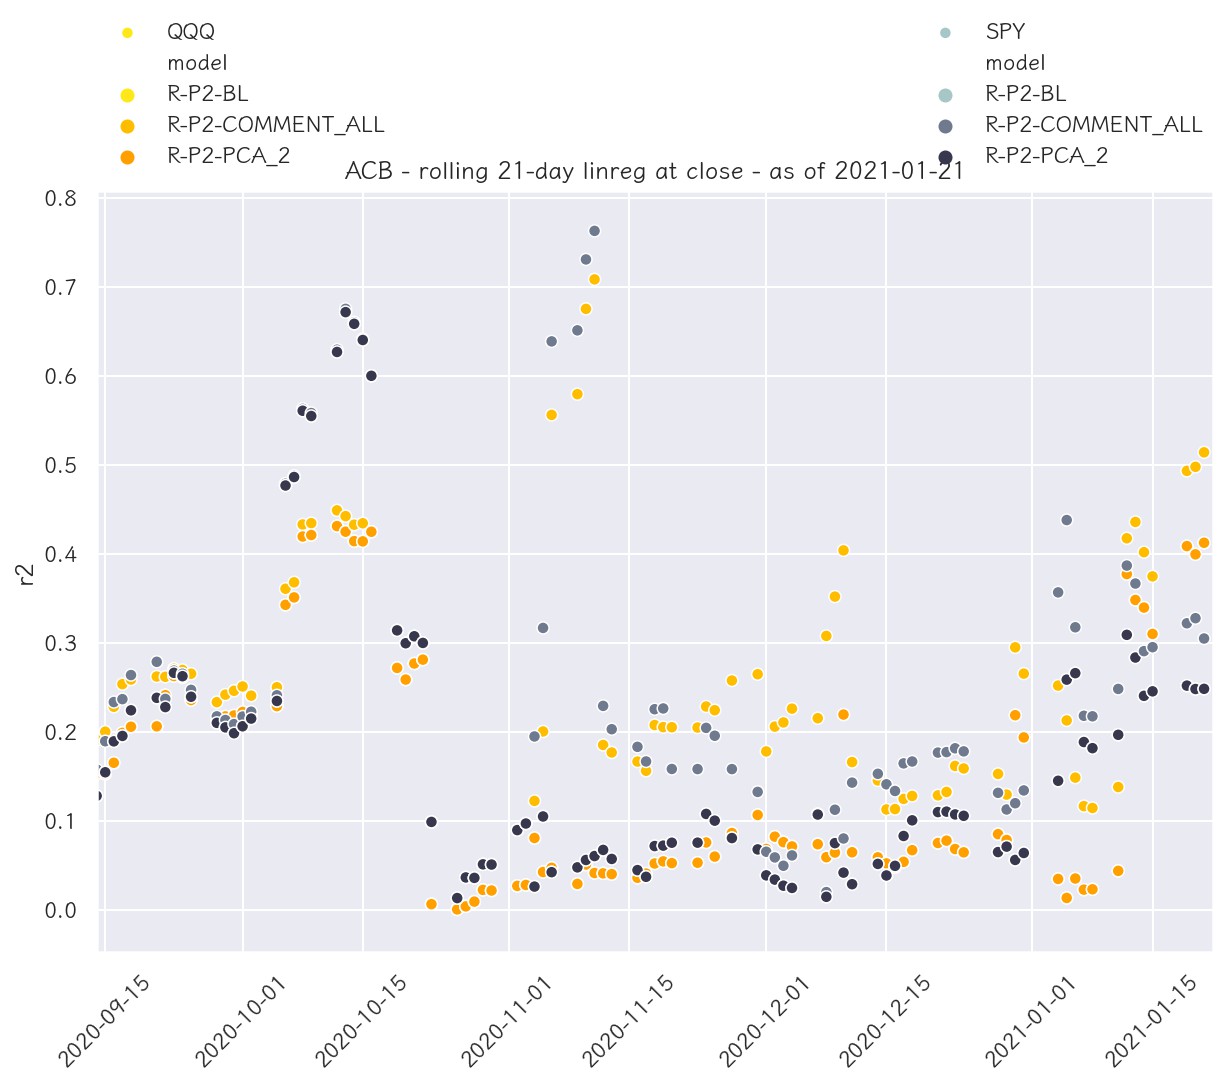 QQQ
model
R-P2-BL
R-P2-COMMENT_ALL
R-P2-PCA_2
SPY
model
R-P2-BL
R-P2-COMMENT_ALL
R-P2-PCA_2
ACB - rolling 21-day linreg at close - as of 2021-01-21
r2
0.8
0.7
0.6
0.5
0.4
0.3
0.2
0.1
0.0
2020-09-15
2020-10-01
2020-10-15
2020-11-01
2020-11-15
2020-12-01
2020-12-15
2021-01-01
2021-01-15